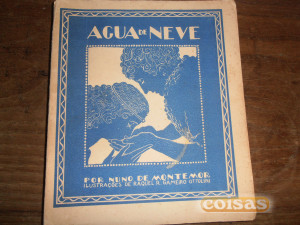 AGUA DE NEVE
POR NUNO DE MONTEMOR
ILUSTRAÇÕES DE RAQUEL R. GAMEIRO OTTOLINI
coisas